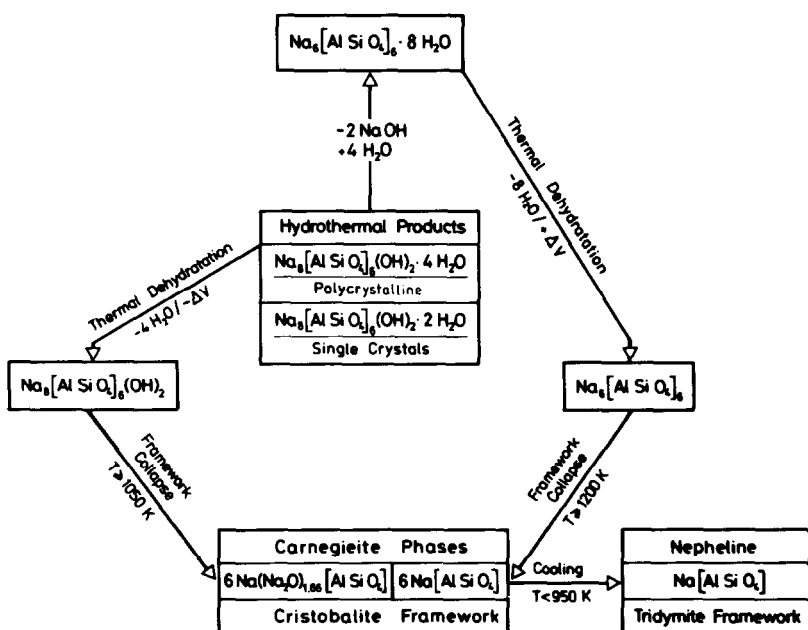 Na₆[Al Si O₄]₆ · 8 H₂O
-2 NaOH
+4 H₂O
Thermal Dehydratation
-8 H₂O / + ΔV
Hydrothermal Products
Na₈[Al Si O₄]₆(OH)₂ · 4 H₂O
Polycrystalline
Na₈[Al Si O₄]₆(OH)₂ · 2 H₂O
Single Crystals
Thermal Dehydratation
-4 H₂O / -ΔV
Na₈[Al Si O₄]₆(OH)₂
Na₆[Al Si O₄]₆
Framework
Collapse
T ⩾ 1050 K
Framework
Collapse
T ⩾ 1200 K
Carnegieite Phases
6 Na(Na₂O)₁.₆₆[Al Si O₄]
6 Na[Al Si O₄]
Cristobalite Framework
Cooling
T < 950 K
Nepheline
Na[Al Si O₄]
Tridymite Framework